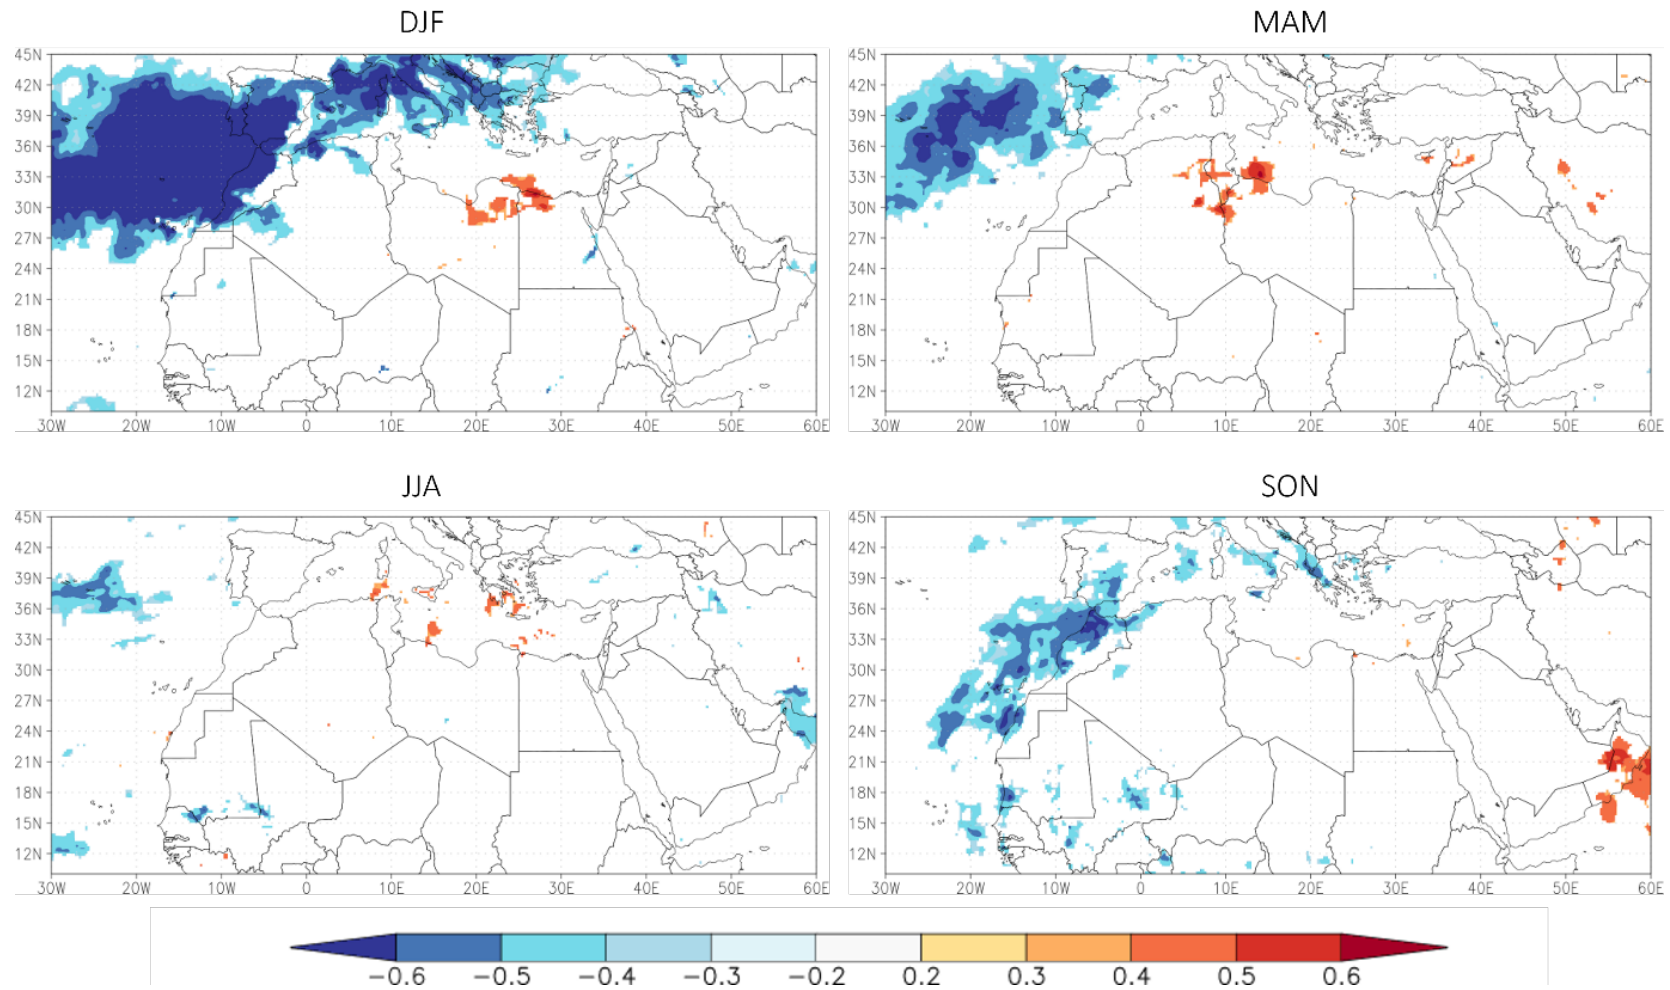 DJF
MAM
45N
42N
39N
36N
33N
30N
27N
24N
21N
18N
15N
12N
30W 20W 10W 0 10E 20E 30E 40E 50E 60E
45N
42N
39N
36N
33N
30N
27N
24N
21N
18N
15N
12N
30W 20W 10W 0 10E 20E 30E 40E 50E 60E
JJA
SON
45N
42N
39N
36N
33N
30N
27N
24N
21N
18N
15N
12N
30W 20W 10W 0 10E 20E 30E 40E 50E 60E
45N
42N
39N
36N
33N
30N
27N
24N
21N
18N
15N
12N
30W 20W 10W 0 10E 20E 30E 40E 50E 60E
−0.6 −0.5 −0.4 −0.3 −0.2 0.2 0.3 0.4 0.5 0.6